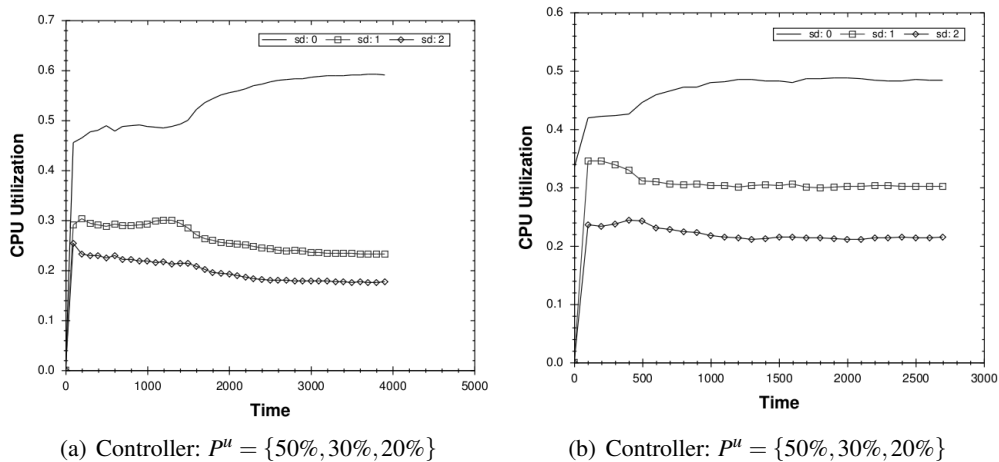 0.7
0.6
0.5
0.4
0.3
0.2
0.1
0.0
CPU Utilization
sd: 0 sd: 1 sd: 2
0 1000 2000 3000 4000 5000
Time
(a) Controller: P^u = {50%, 30%, 20%}
0.6
0.5
0.4
0.3
0.2
0.1
0.0
CPU Utilization
sd: 0 sd: 1 sd: 2
0 500 1000 1500 2000 2500 3000
Time
(b) Controller: P^u = {50%, 30%, 20%}